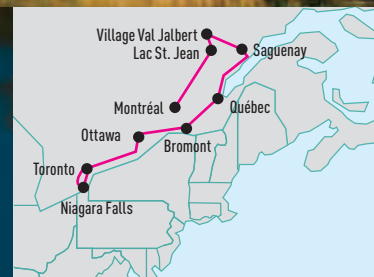 Village Val Jalbert
Lac St. Jean
Saguenay
Montréal
Québec
Ottawa
Bromont
Toronto
Niagara Falls